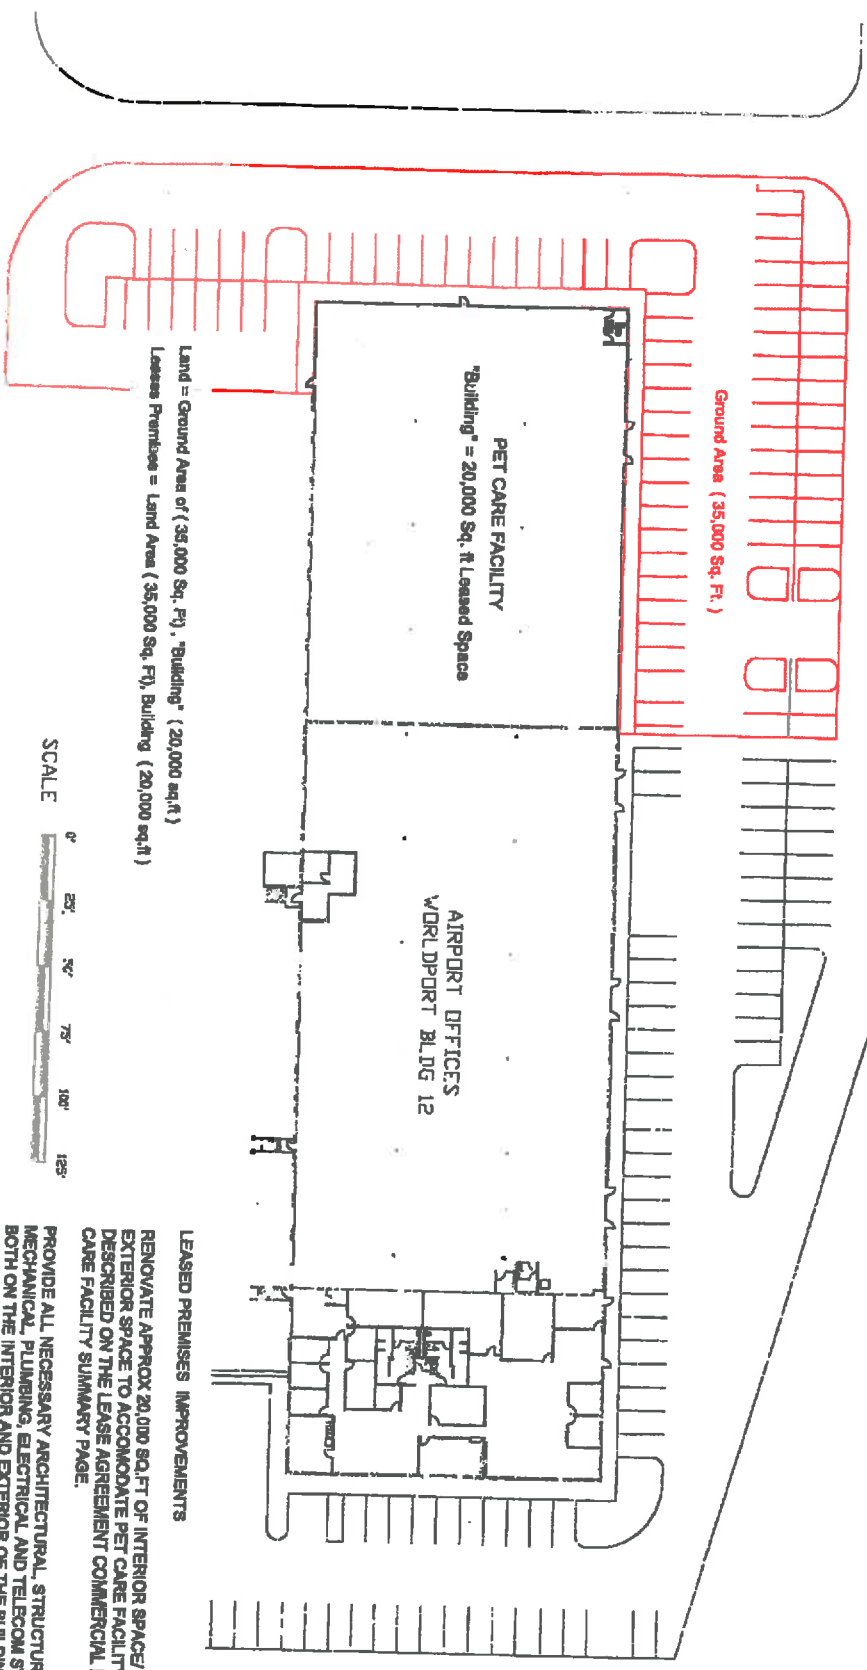 Ground Area ( 35,000 Sq. Ft. )
PET CARE FACILITY
"Building" = 20,000 Sq. ft Leased Space
AIRPORT OFFICES
WORLDPORT BLDG 12
Land = Ground Area of ( 35,000 Sq. Ft) , "Building" ( 20,000 sq.ft )
Leases Premises = Land Area ( 35,000 Sq. Ft), Building ( 20,000 sq.ft )
SCALE
0' 25' 50' 75' 100' 125'
LEASED PREMISES IMPROVEMENTS
RENOVATE APPROX 20,000 SQ.FT OF INTERIOR SPACE/
EXTERIOR SPACE TO ACCOMODATE PET CARE FACILITY
DESCRIBED ON THE LEASE AGREEMENT COMMERCIAL
CARE FACILITY SUMMARY PAGE.
PROVIDE ALL NECESSARY ARCHITECTURAL, STRUCTUR
MECHANICAL, PLUMBING, ELECTRICAL AND TELECOM
BOTH ON THE INTERIOR AND EXTERIOR OF THE BUILDIN